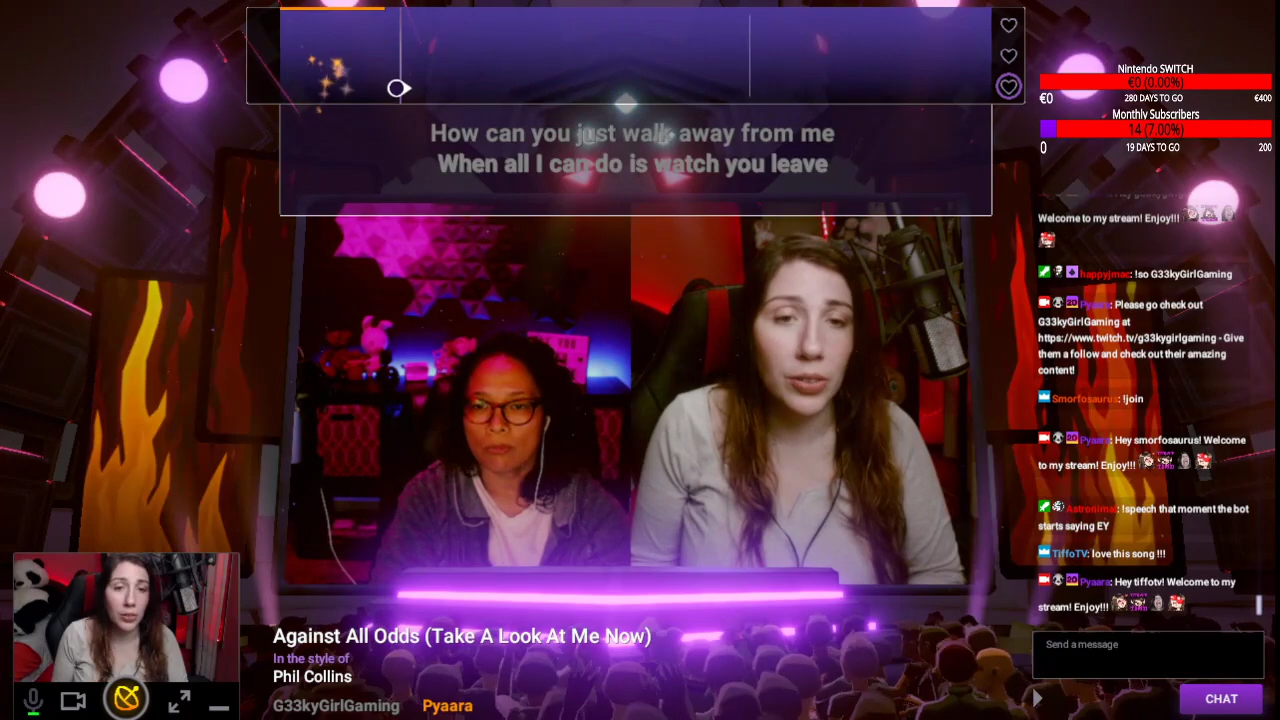 How can you just walk away from me
When all I can do is watch you leave
Nintendo SWITCH
€0 (0.00%)
€0
280 DAYS TO GO
€400
Monthly Subscribers
14 (7.00%)
0
19 DAYS TO GO
200
Welcome to my stream! Enjoy!!!
happyjmac: !so G33kyGirlGaming
20 Pyaara: Please go check out
G33kyGirlGaming at
https://www.twitch.tv/g33kygirlgaming - Give
them a follow and check out their amazing
content!
Smorfosaurus: !join
20 Pyaara: Hey smorfosaurus! Welcome
to my stream! Enjoy!!!
Astronimar: !speech that moment the bot
starts saying EY
TiffoTV: love this song !!!
20 Pyaara: Hey tiffotv! Welcome to my
stream! Enjoy!!!
Send a message
CHAT
Against All Odds (Take A Look At Me Now)
In the style of
Phil Collins
G33kyGirlGaming
Pyaara